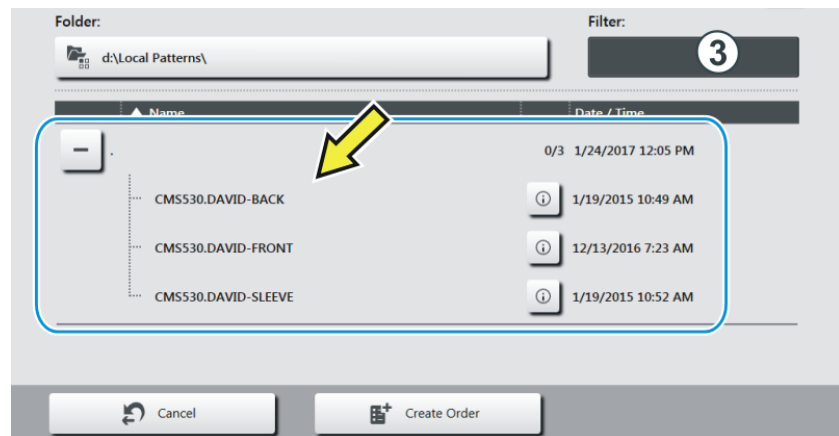 Folder: Filter:
d:\Local Patterns\ 3
Name Date / Time
. 0/3 1/24/2017 12:05 PM
CMS530.DAVID-BACK 1/19/2015 10:49 AM
CMS530.DAVID-FRONT 12/13/2016 7:23 AM
CMS530.DAVID-SLEEVE 1/19/2015 10:52 AM
Cancel Create Order